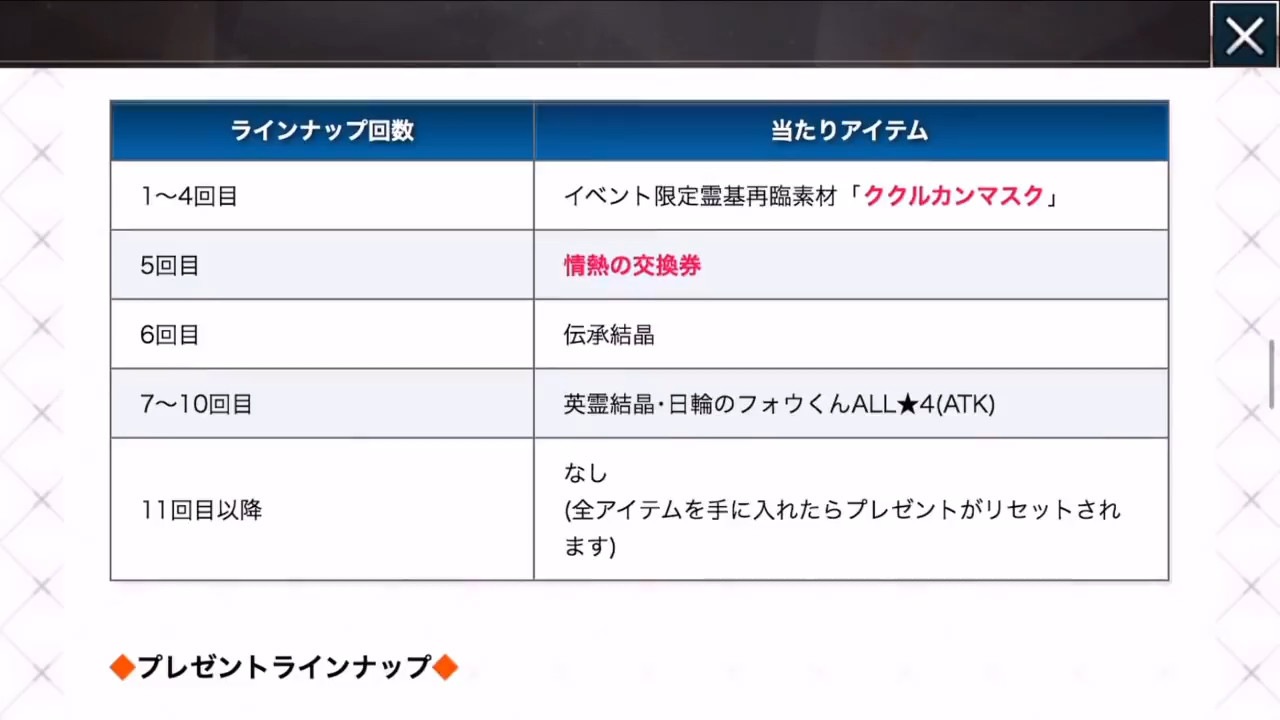 ラインナップ回数 当たりアイテム
1～4回目 イベント限定霊基再臨素材「ククルカンマスク」
5回目 情熱の交換券
6回目 伝承結晶
7～10回目 英霊結晶･日輪のフォウくんALL★4(ATK)
11回目以降 なし
(全アイテムを手に入れたらプレゼントがリセットされ
ます)
◆プレゼントラインナップ◆